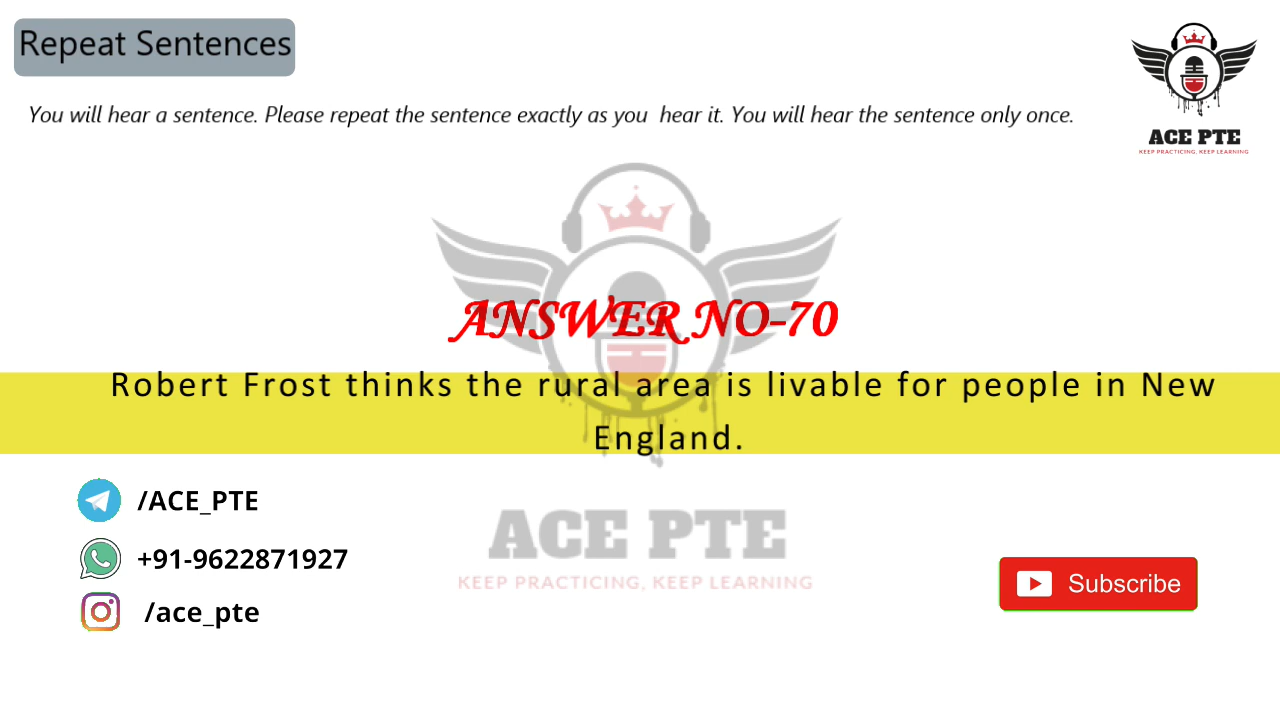 Repeat Sentences
You will hear a sentence. Please repeat the sentence exactly as you hear it. You will hear the sentence only once.
ACE PTE
KEEP PRACTICING, KEEP LEARNING
ANSWER NO-70
Robert Frost thinks the rural area is livable for people in New
England.
/ACE_PTE
+91-9622871927
/ace_pte
ACE PTE
KEEP PRACTICING, KEEP LEARNING
Subscribe